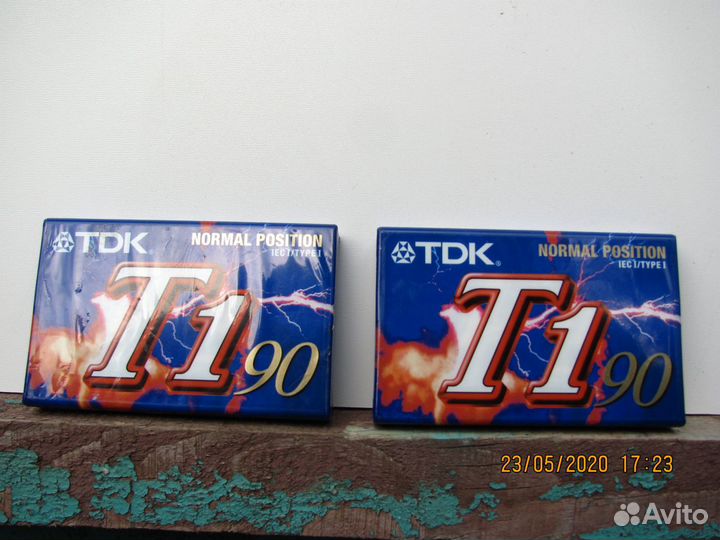 TDK NORMAL POSITION
IEC I/TYPE I
T1 90
TDK® NORMAL POSITION
IEC I/TYPE I
T1 90
23/05/2020 17:23
Avito